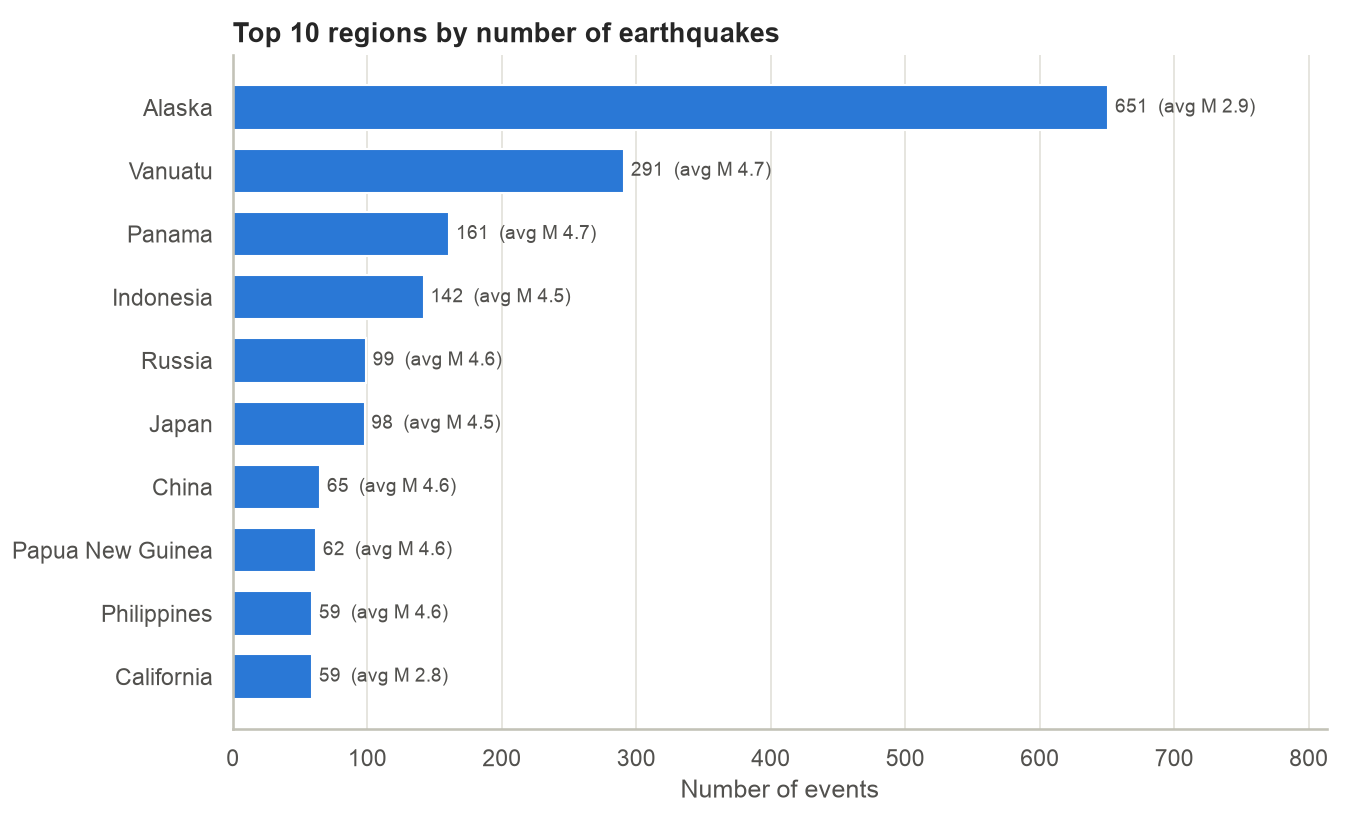 Top 10 regions by number of earthquakes
Alaska 651 (avg M 2.9)
Vanuatu 291 (avg M 4.7)
Panama 161 (avg M 4.7)
Indonesia 142 (avg M 4.5)
Russia 99 (avg M 4.6)
Japan 98 (avg M 4.5)
China 65 (avg M 4.6)
Papua New Guinea 62 (avg M 4.6)
Philippines 59 (avg M 4.6)
California 59 (avg M 2.8)
0 100 200 300 400 500 600 700 800
Number of events